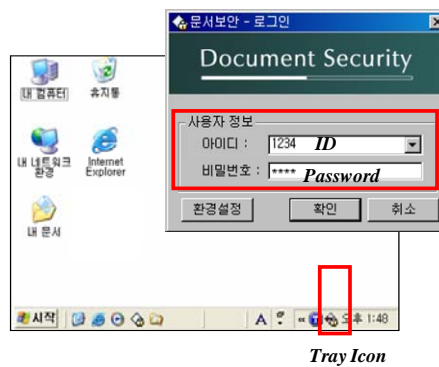 문서보안 - 로그인
Document Security
사용자 정보
아이디 : 1234 ID
비밀번호 : **** Password
환경설정 확인 취소
내 컴퓨터 휴지통
내 네트워크 환경
Internet Explorer
내 문서
시작 A « 오후 1:48
Tray Icon